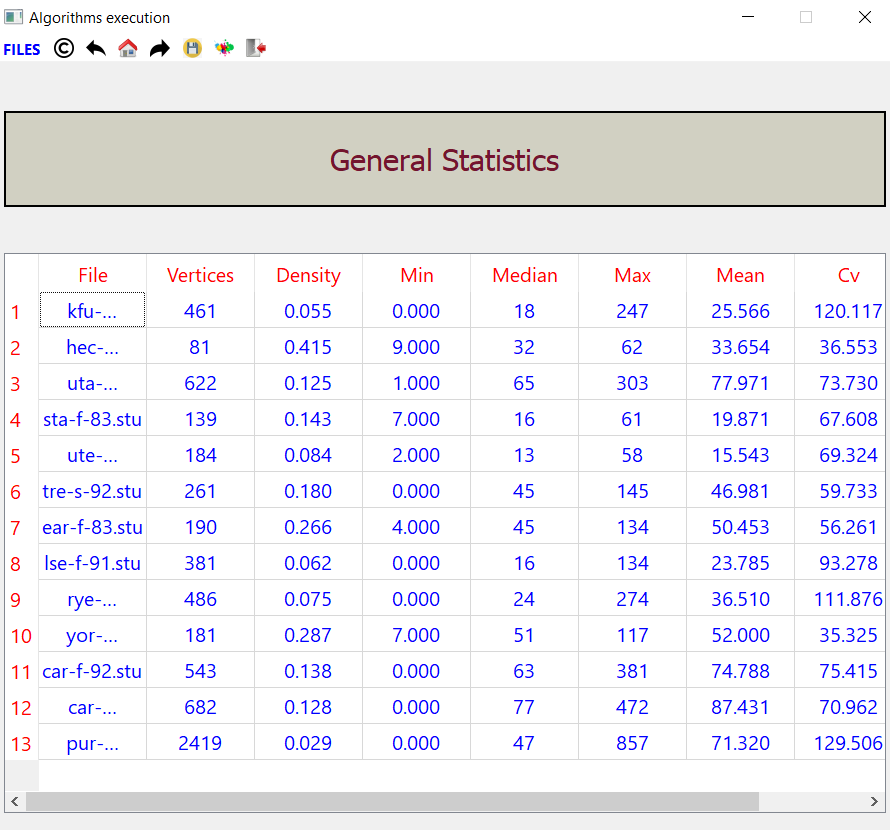 Algorithms execution
FILES
General Statistics
File Vertices Density Min Median Max Mean Cv
1 kfu-... 461 0.055 0.000 18 247 25.566 120.117
2 hec-... 81 0.415 9.000 32 62 33.654 36.553
3 uta-... 622 0.125 1.000 65 303 77.971 73.730
4 sta-f-83.stu 139 0.143 7.000 16 61 19.871 67.608
5 ute-... 184 0.084 2.000 13 58 15.543 69.324
6 tre-s-92.stu 261 0.180 0.000 45 145 46.981 59.733
7 ear-f-83.stu 190 0.266 4.000 45 134 50.453 56.261
8 lse-f-91.stu 381 0.062 0.000 16 134 23.785 93.278
9 rye-... 486 0.075 0.000 24 274 36.510 111.876
10 yor-... 181 0.287 7.000 51 117 52.000 35.325
11 car-f-92.stu 543 0.138 0.000 63 381 74.788 75.415
12 car-... 682 0.128 0.000 77 472 87.431 70.962
13 pur-... 2419 0.029 0.000 47 857 71.320 129.506